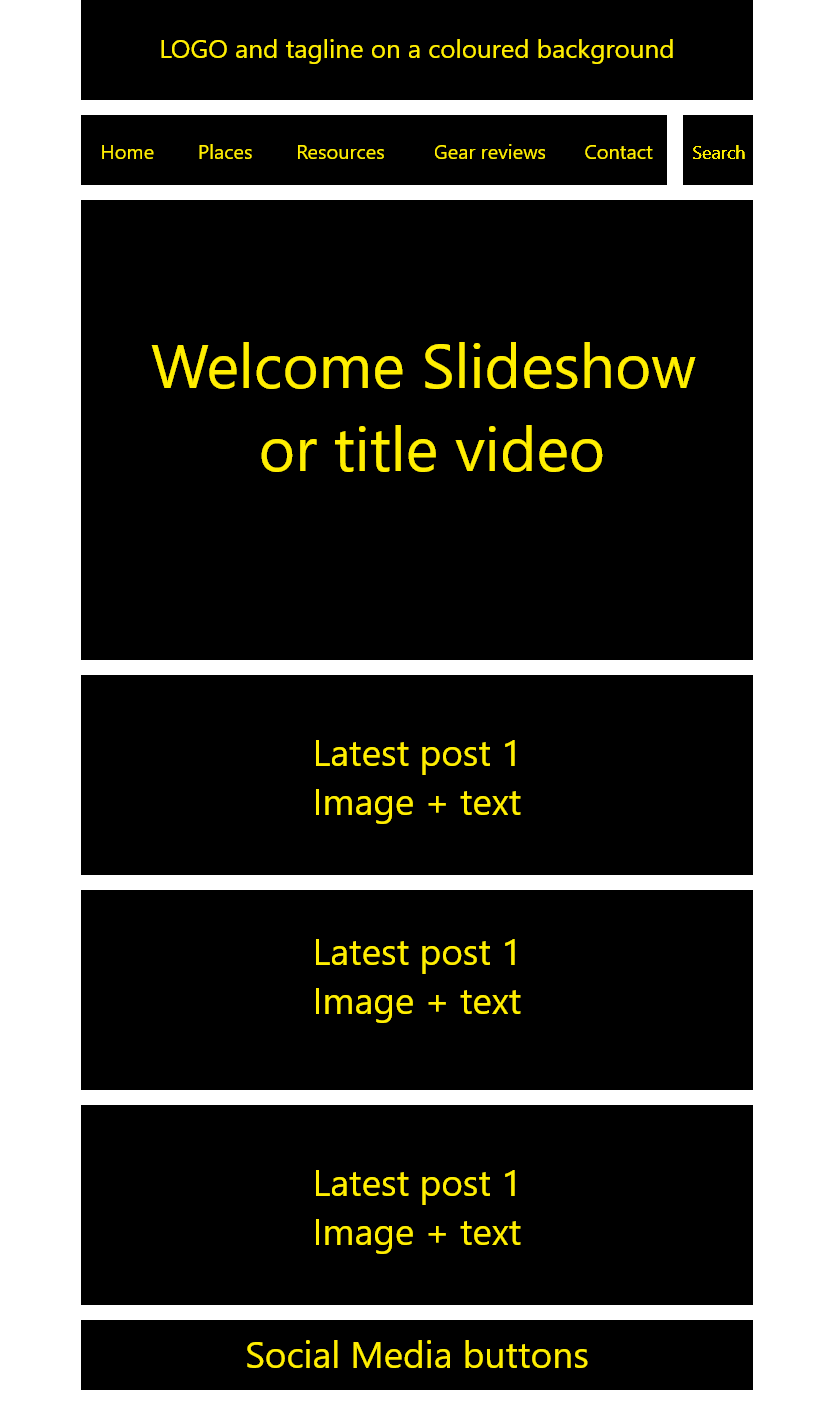 LOGO and tagline on a coloured background
Home Places Resources Gear reviews Contact Search
Welcome Slideshow
or title video
Latest post 1
Image + text
Latest post 1
Image + text
Latest post 1
Image + text
Social Media buttons